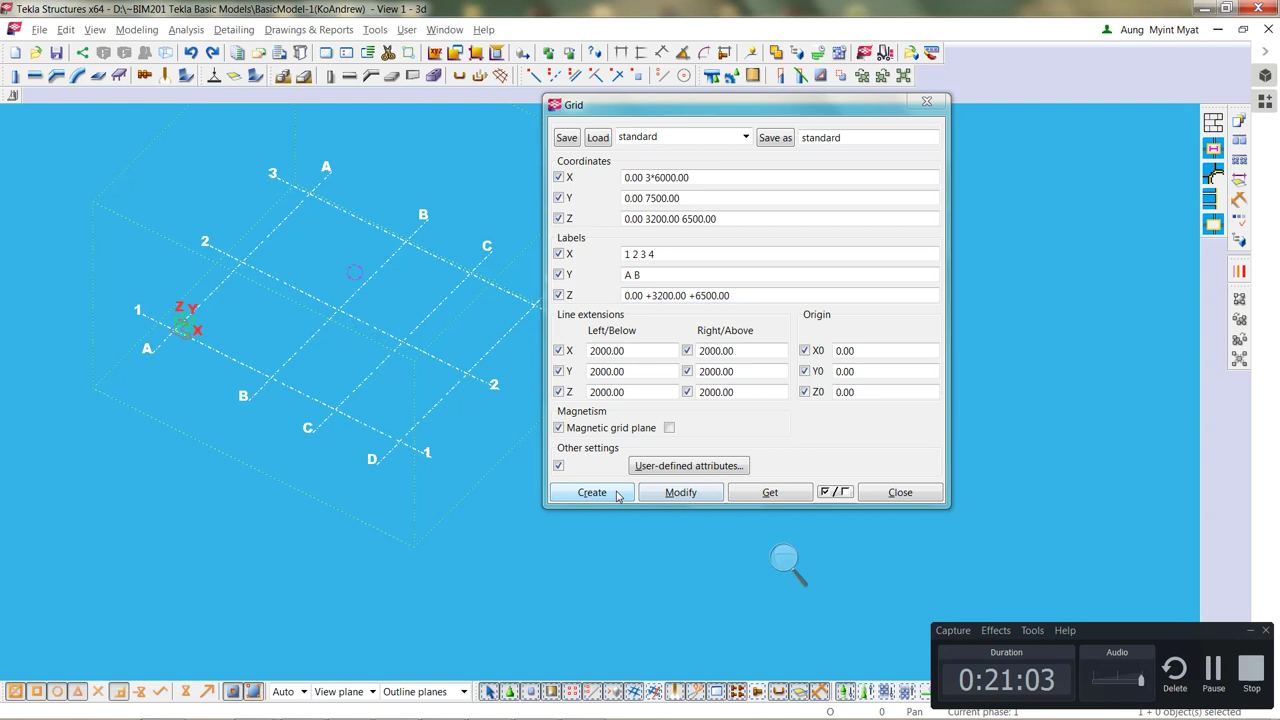 Tekla Structures x64 - D:\~BIM201 Tekla Basic Models\BasicModel-1(KoAndrew) - View 1 - 3d
File Edit View Modeling Analysis Detailing Drawings & Reports Tools User Window Help
Aung Myint Myat
Grid
Save Load standard Save as standard
Coordinates
X 0.00 3*6000.00
Y 0.00 7500.00
Z 0.00 3200.00 6500.00
Labels
X 1 2 3 4
Y A B
Z 0.00 +3200.00 +6500.00
Line extensions Origin
Left/Below Right/Above
X 2000.00 2000.00 X0 0.00
Y 2000.00 2000.00 Y0 0.00
Z 2000.00 2000.00 Z0 0.00
Magnetism
Magnetic grid plane
Other settings
User-defined attributes...
Create Modify Get Close
3 A
B
2 C
1 Z Y
X
A
2
B
C
D 1
Capture Effects Tools Help
Duration Audio
0:21:03
Delete Pause Stop
Auto View plane Outline planes
O 0 Pan Current phase: 1 1 + 0 object(s) selected